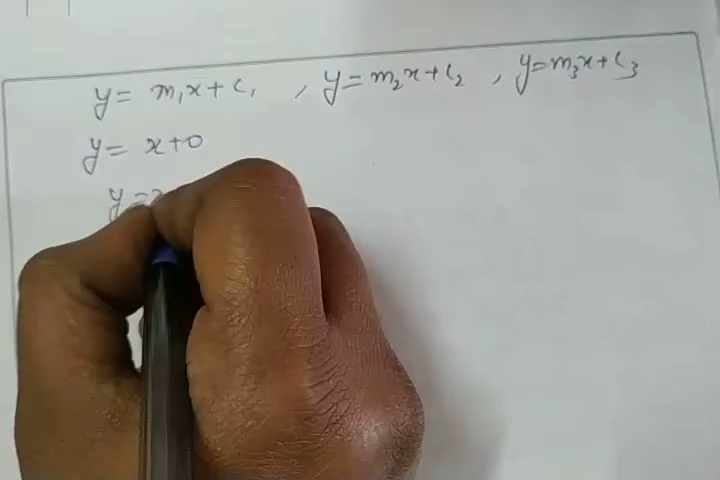 y = m₁x + c₁ , y = m₂x + c₂ , y = m₃x + c₃
y = x + 0
y =